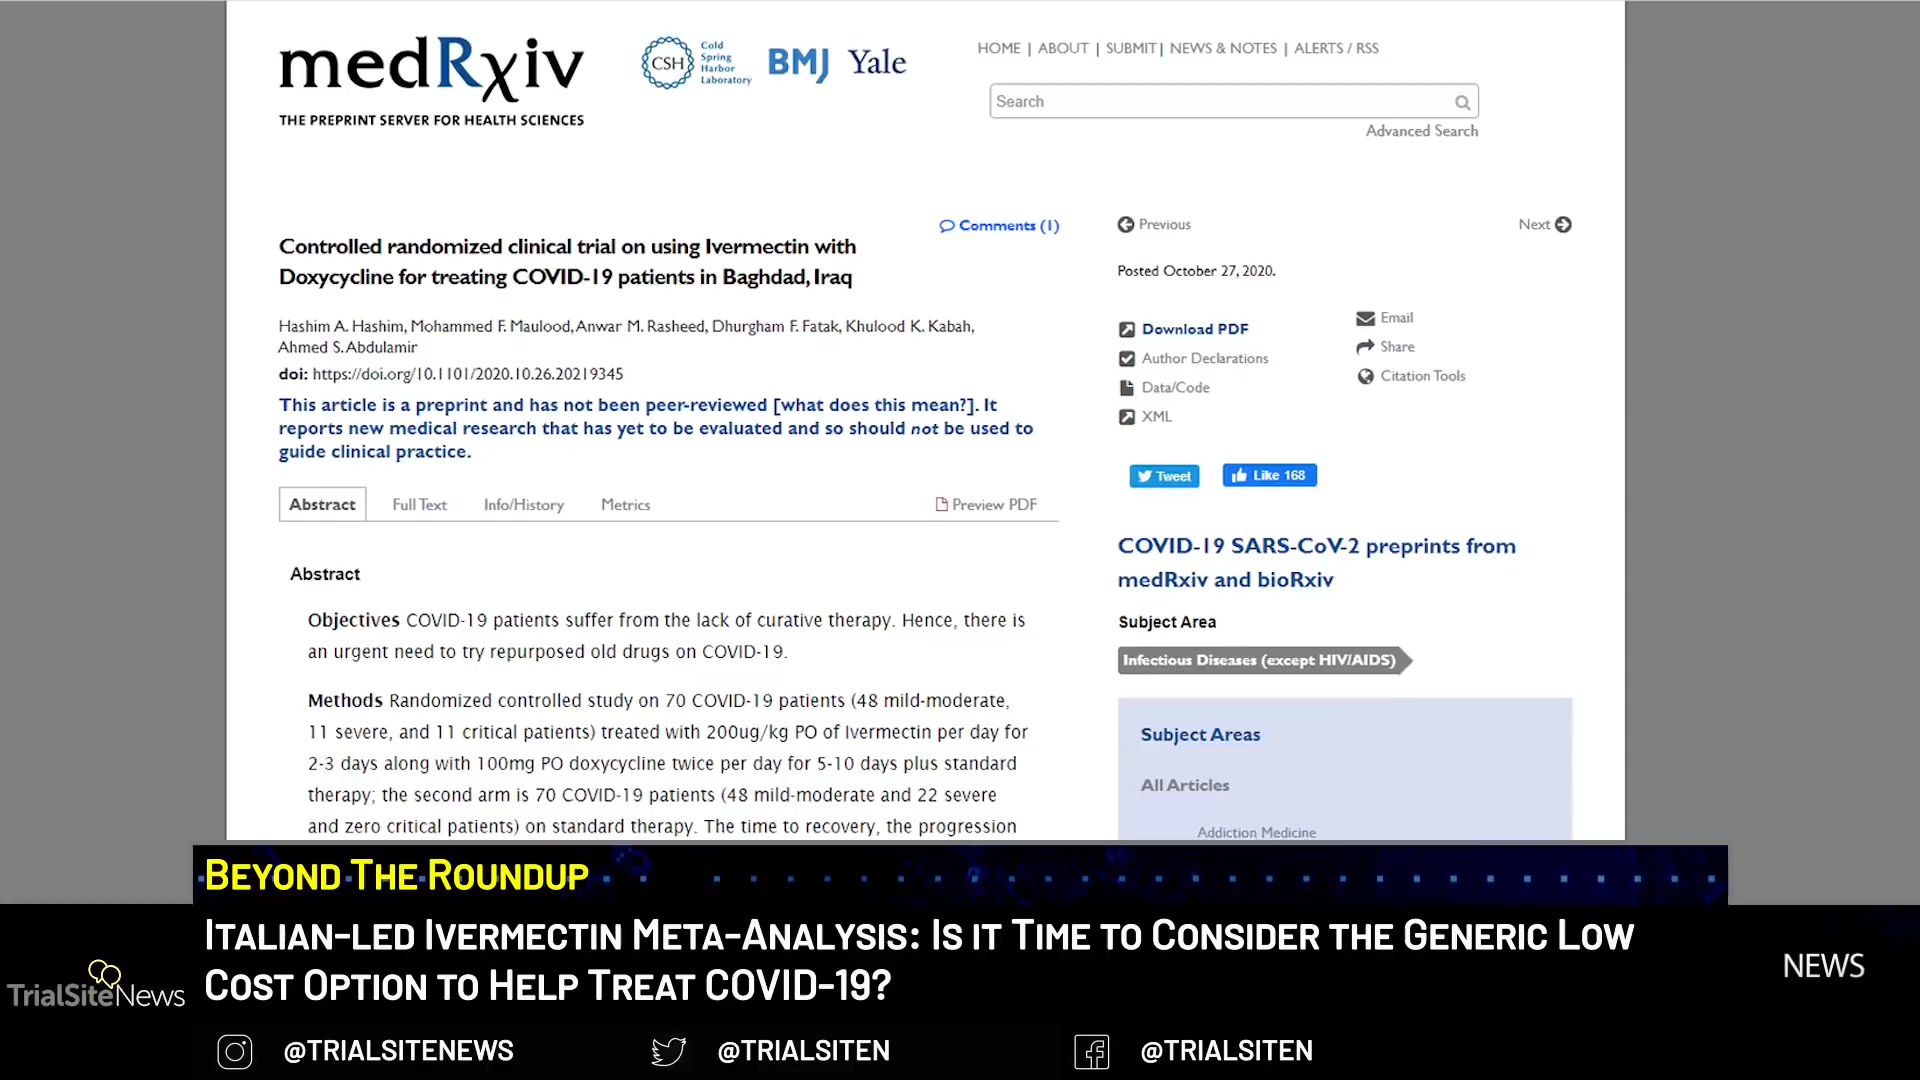 medRxiv
THE PREPRINT SERVER FOR HEALTH SCIENCES
CSH
Cold
Spring
Harbor
Laboratory
BMJ
Yale
HOME | ABOUT | SUBMIT | NEWS & NOTES | ALERTS / RSS
Search
Advanced Search
Comments (1)
Controlled randomized clinical trial on using Ivermectin with
Doxycycline for treating COVID-19 patients in Baghdad, Iraq
Hashim A. Hashim, Mohammed F. Maulood, Anwar M. Rasheed, Dhurgham F. Fatak, Khulood K. Kabah,
Ahmed S. Abdulamir
doi: https://doi.org/10.1101/2020.10.26.20219345
This article is a preprint and has not been peer-reviewed [what does this mean?]. It
reports new medical research that has yet to be evaluated and so should not be used to
guide clinical practice.
Abstract
Full Text
Info/History
Metrics
Preview PDF
Abstract
Objectives COVID-19 patients suffer from the lack of curative therapy. Hence, there is
an urgent need to try repurposed old drugs on COVID-19.
Methods Randomized controlled study on 70 COVID-19 patients (48 mild-moderate,
11 severe, and 11 critical patients) treated with 200ug/kg PO of Ivermectin per day for
2-3 days along with 100mg PO doxycycline twice per day for 5-10 days plus standard
therapy; the second arm is 70 COVID-19 patients (48 mild-moderate and 22 severe
and zero critical patients) on standard therapy. The time to recovery, the progression
Previous
Next
Posted October 27, 2020.
Download PDF
Author Declarations
Data/Code
XML
Email
Share
Citation Tools
Tweet
Like 168
COVID-19 SARS-CoV-2 preprints from
medRxiv and bioRxiv
Subject Area
Infectious Diseases (except HIV/AIDS)
Subject Areas
All Articles
Addiction Medicine
BEYOND THE ROUNDUP
ITALIAN-LED IVERMECTIN META-ANALYSIS: IS IT TIME TO CONSIDER THE GENERIC LOW
COST OPTION TO HELP TREAT COVID-19?
TrialSiteNews
NEWS
@TRIALSITENEWS
@TRIALSITEN
@TRIALSITEN